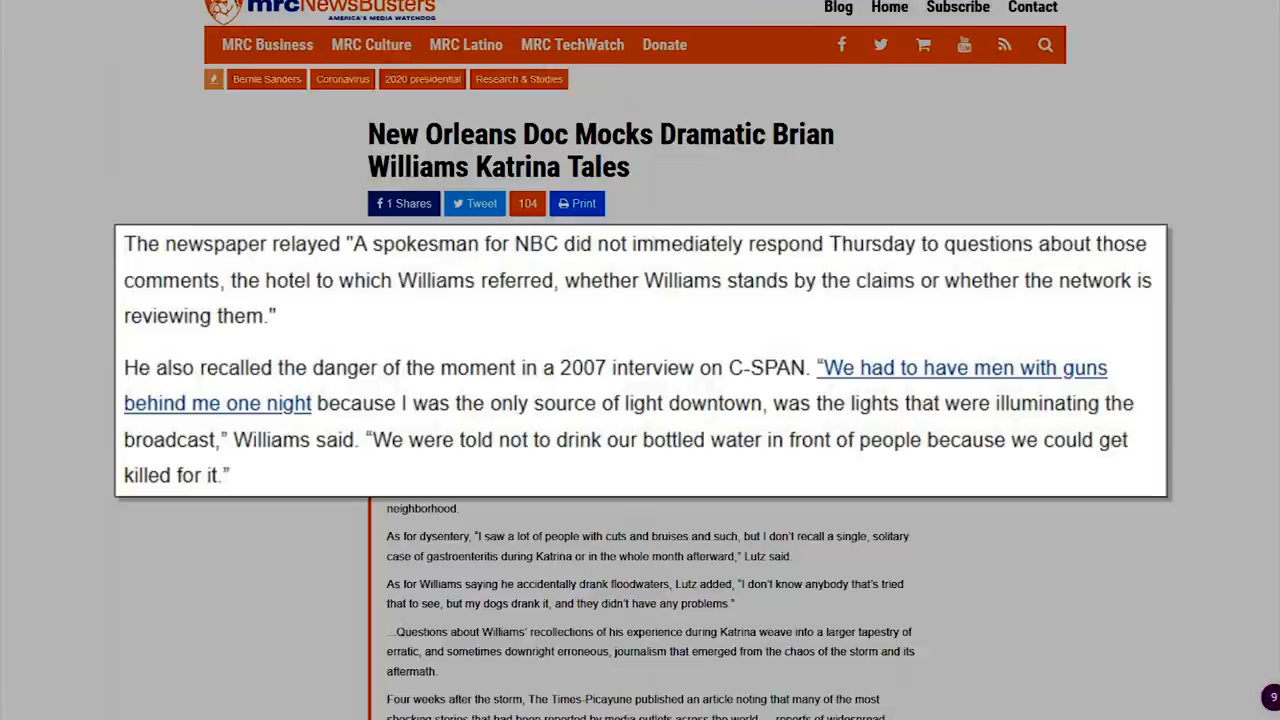 mrcNewsBusters
AMERICA'S MEDIA WATCHDOG
Blog Home Subscribe Contact
MRC Business MRC Culture MRC Latino MRC TechWatch Donate
Bernie Sanders Coronavirus 2020 presidential Research & Studies
New Orleans Doc Mocks Dramatic Brian
Williams Katrina Tales
1 Shares Tweet 104 Print
The newspaper relayed "A spokesman for NBC did not immediately respond Thursday to questions about those
comments, the hotel to which Williams referred, whether Williams stands by the claims or whether the network is
reviewing them."
He also recalled the danger of the moment in a 2007 interview on C-SPAN. “We had to have men with guns
behind me one night because I was the only source of light downtown, was the lights that were illuminating the
broadcast,” Williams said. “We were told not to drink our bottled water in front of people because we could get
killed for it.”
neighborhood.
As for dysentery, “I saw a lot of people with cuts and bruises and such, but I don't recall a single, solitary
case of gastroenteritis during Katrina or in the whole month afterward,” Lutz said.
As for Williams saying he accidentally drank floodwaters, Lutz added, “I don't know anybody that's tried
that to see, but my dogs drank it, and they didn't have any problems.”
...Questions about Williams' recollections of his experience during Katrina weave into a larger tapestry of
erratic, and sometimes downright erroneous, journalism that emerged from the chaos of the storm and its
aftermath.
Four weeks after the storm, The Times-Picayune published an article noting that many of the most
shocking stories that had been reported by media outlets across the world — reports of widespread
9